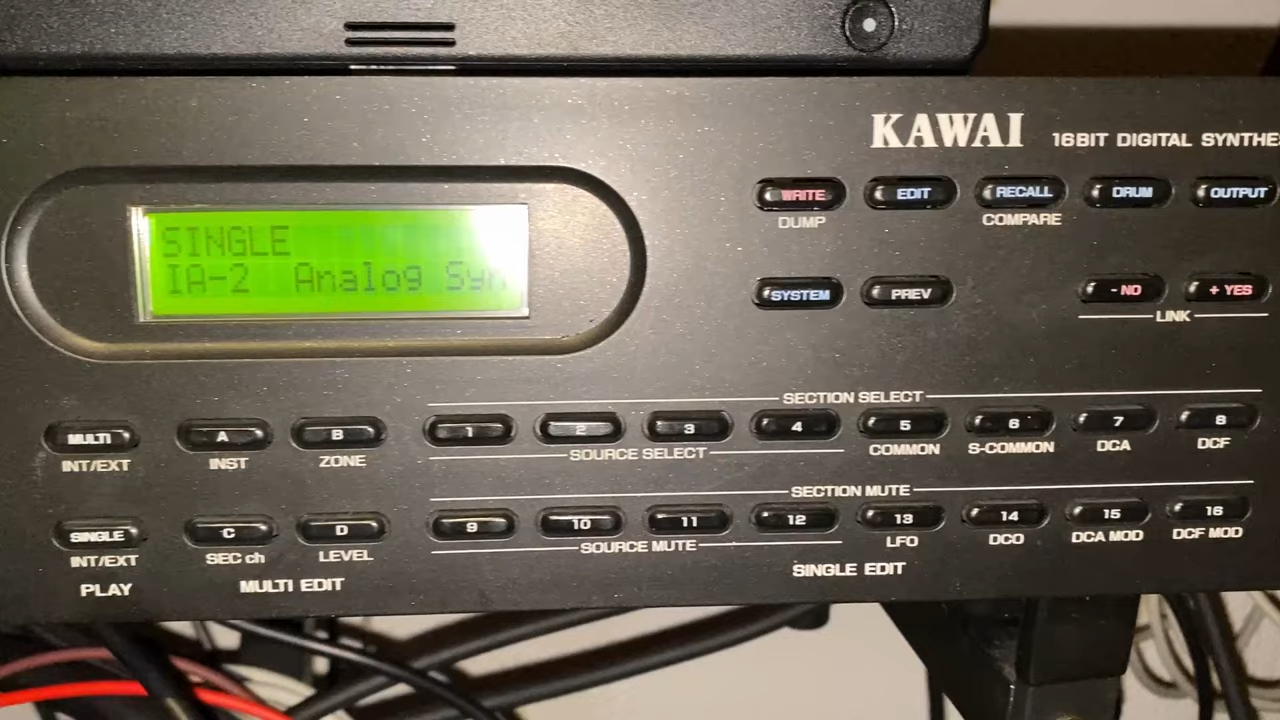 KAWAI 16BIT DIGITAL SYNTHES
SINGLE
IA-2 Analog Syn
WRITE EDIT RECALL DRUM OUTPUT
DUMP COMPARE
SYSTEM PREV - NO + YES
LINK
SECTION SELECT
MULTI A B 1 2 3 4 5 6 7 8
INT/EXT INST ZONE SOURCE SELECT COMMON S-COMMON DCA DCF
SECTION MUTE
SINGLE C D 9 10 11 12 13 14 15 16
INT/EXT SEC ch LEVEL SOURCE MUTE LFO DCO DCA MOD DCF MOD
PLAY MULTI EDIT SINGLE EDIT